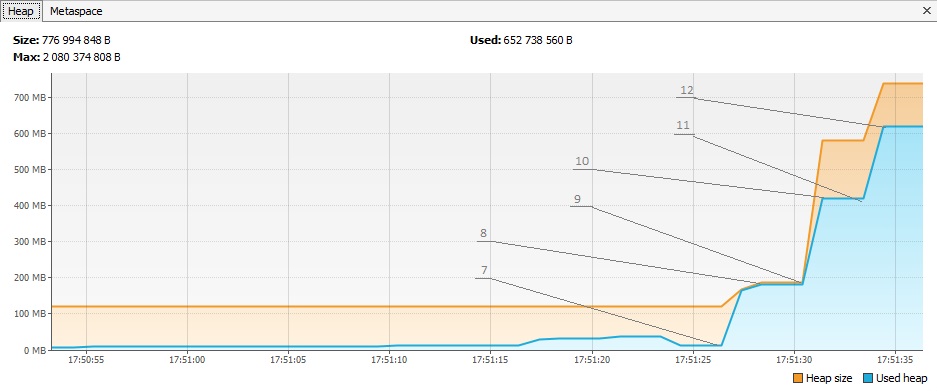 Heap Metaspace ×
Size: 776 994 848 B Used: 652 738 560 B
Max: 2 080 374 808 B
700 MB
600 MB
500 MB
400 MB
300 MB
200 MB
100 MB
0 MB
12
11
10
9
8
7
17:50:55 17:51:00 17:51:05 17:51:10 17:51:15 17:51:20 17:51:25 17:51:30 17:51:35
Heap size Used heap